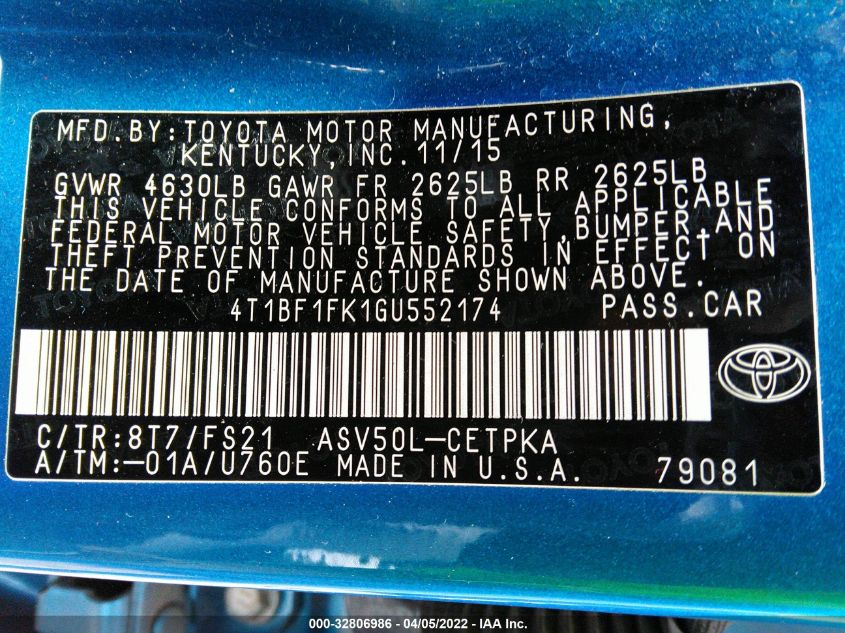 MFD.BY:TOYOTA MOTOR MANUFACTURING,
KENTUCKY,INC.11/15
GVWR 4630LB GAWR FR 2625LB RR 2625LB
THIS VEHICLE CONFORMS TO ALL APPLICABLE
FEDERAL MOTOR VEHICLE SAFETY,BUMPER,AND
THEFT PREVENTION STANDARDS IN EFFECT ON
THE DATE OF MANUFACTURE SHOWN ABOVE.
4T1BF1FK1GU552174 PASS.CAR
C/TR:8T7/FS21 ASV50L-CETPKA
A/TM:-01A/U760E MADE IN U.S.A. 79081
000-32806986 - 04/05/2022 - IAA Inc.